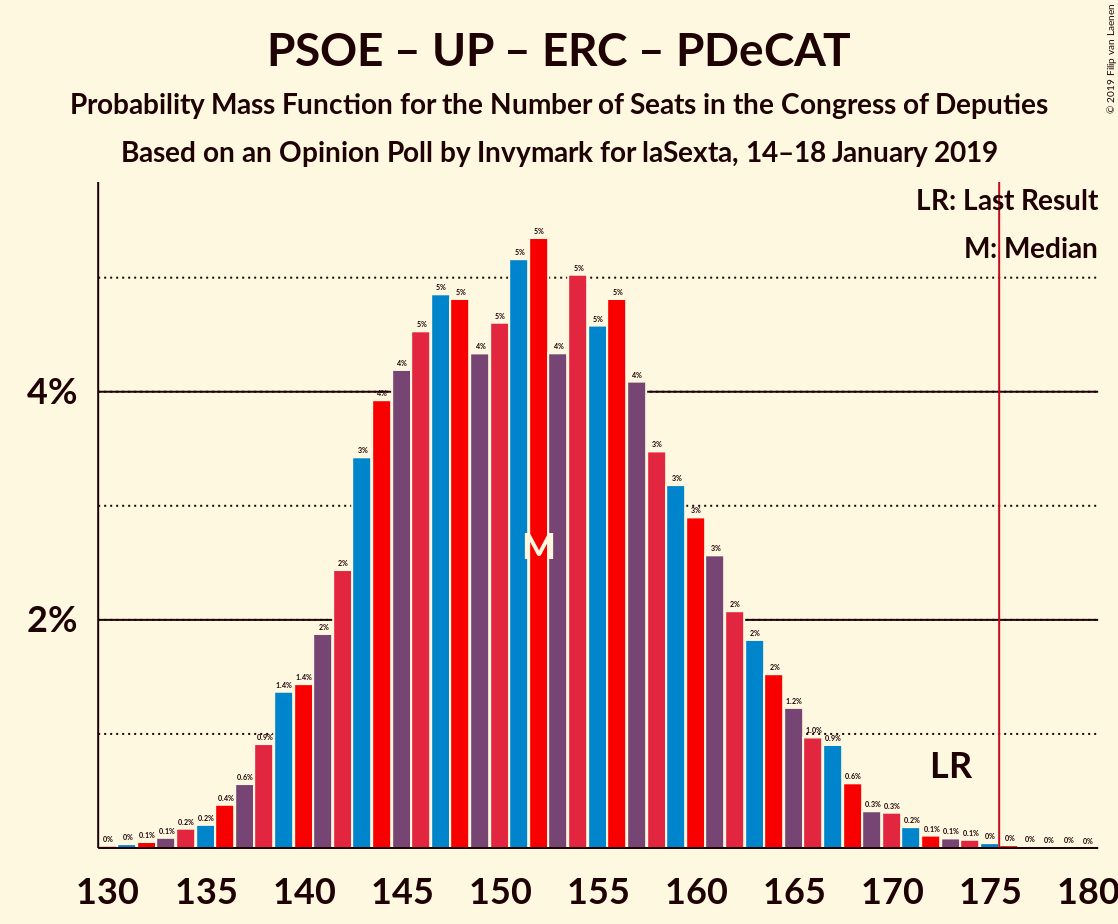 PSOE – UP – ERC – PDeCAT
Probability Mass Function for the Number of Seats in the Congress of Deputies
Based on an Opinion Poll by Invymark for laSexta, 14–18 January 2019
© 2019 Filip van Laenen
LR: Last Result
M: Median
4%
2%
0% 0% 0.1% 0.1% 0.2% 0.2% 0.4% 0.6% 0.9% 1.4% 1.4% 2% 2% 3% 4% 4% 5% 5% 5% 4% 5% 5% 5% 4% 5% 5% 5% 4% 3% 3% 3% 3% 2% 2% 2% 1.2% 1.0% 0.9% 0.6% 0.3% 0.3% 0.2% 0.1% 0.1% 0.1% 0% 0% 0% 0% 0% 0%
M
LR
130 135 140 145 150 155 160 165 170 175 180